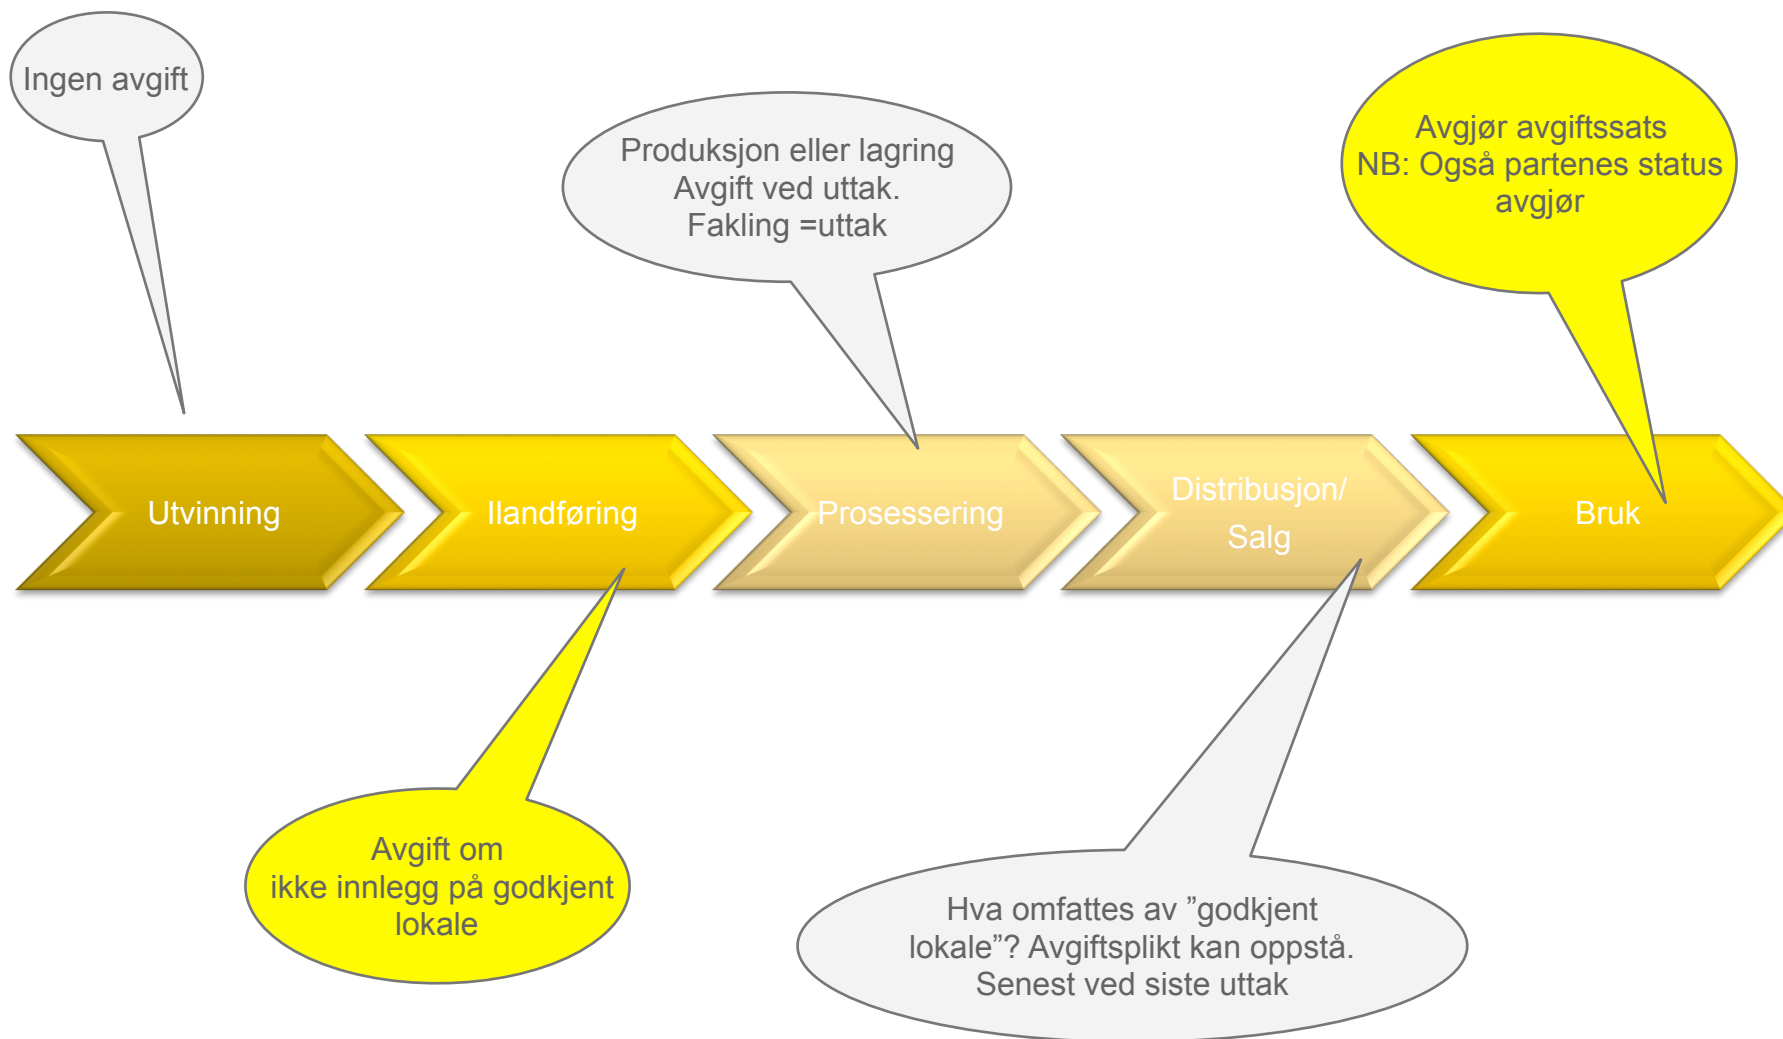 Ingen avgift
Produksjon eller lagring
Avgift ved uttak.
Fakling =uttak
Avgjør avgiftssats
NB: Også partenes status
avgjør
Utvinning
Ilandføring
Prosessering
Distribusjon/
Salg
Bruk
Avgift om
ikke innlegg på godkjent
lokale
Hva omfattes av ”godkjent
lokale”? Avgiftsplikt kan oppstå.
Senest ved siste uttak